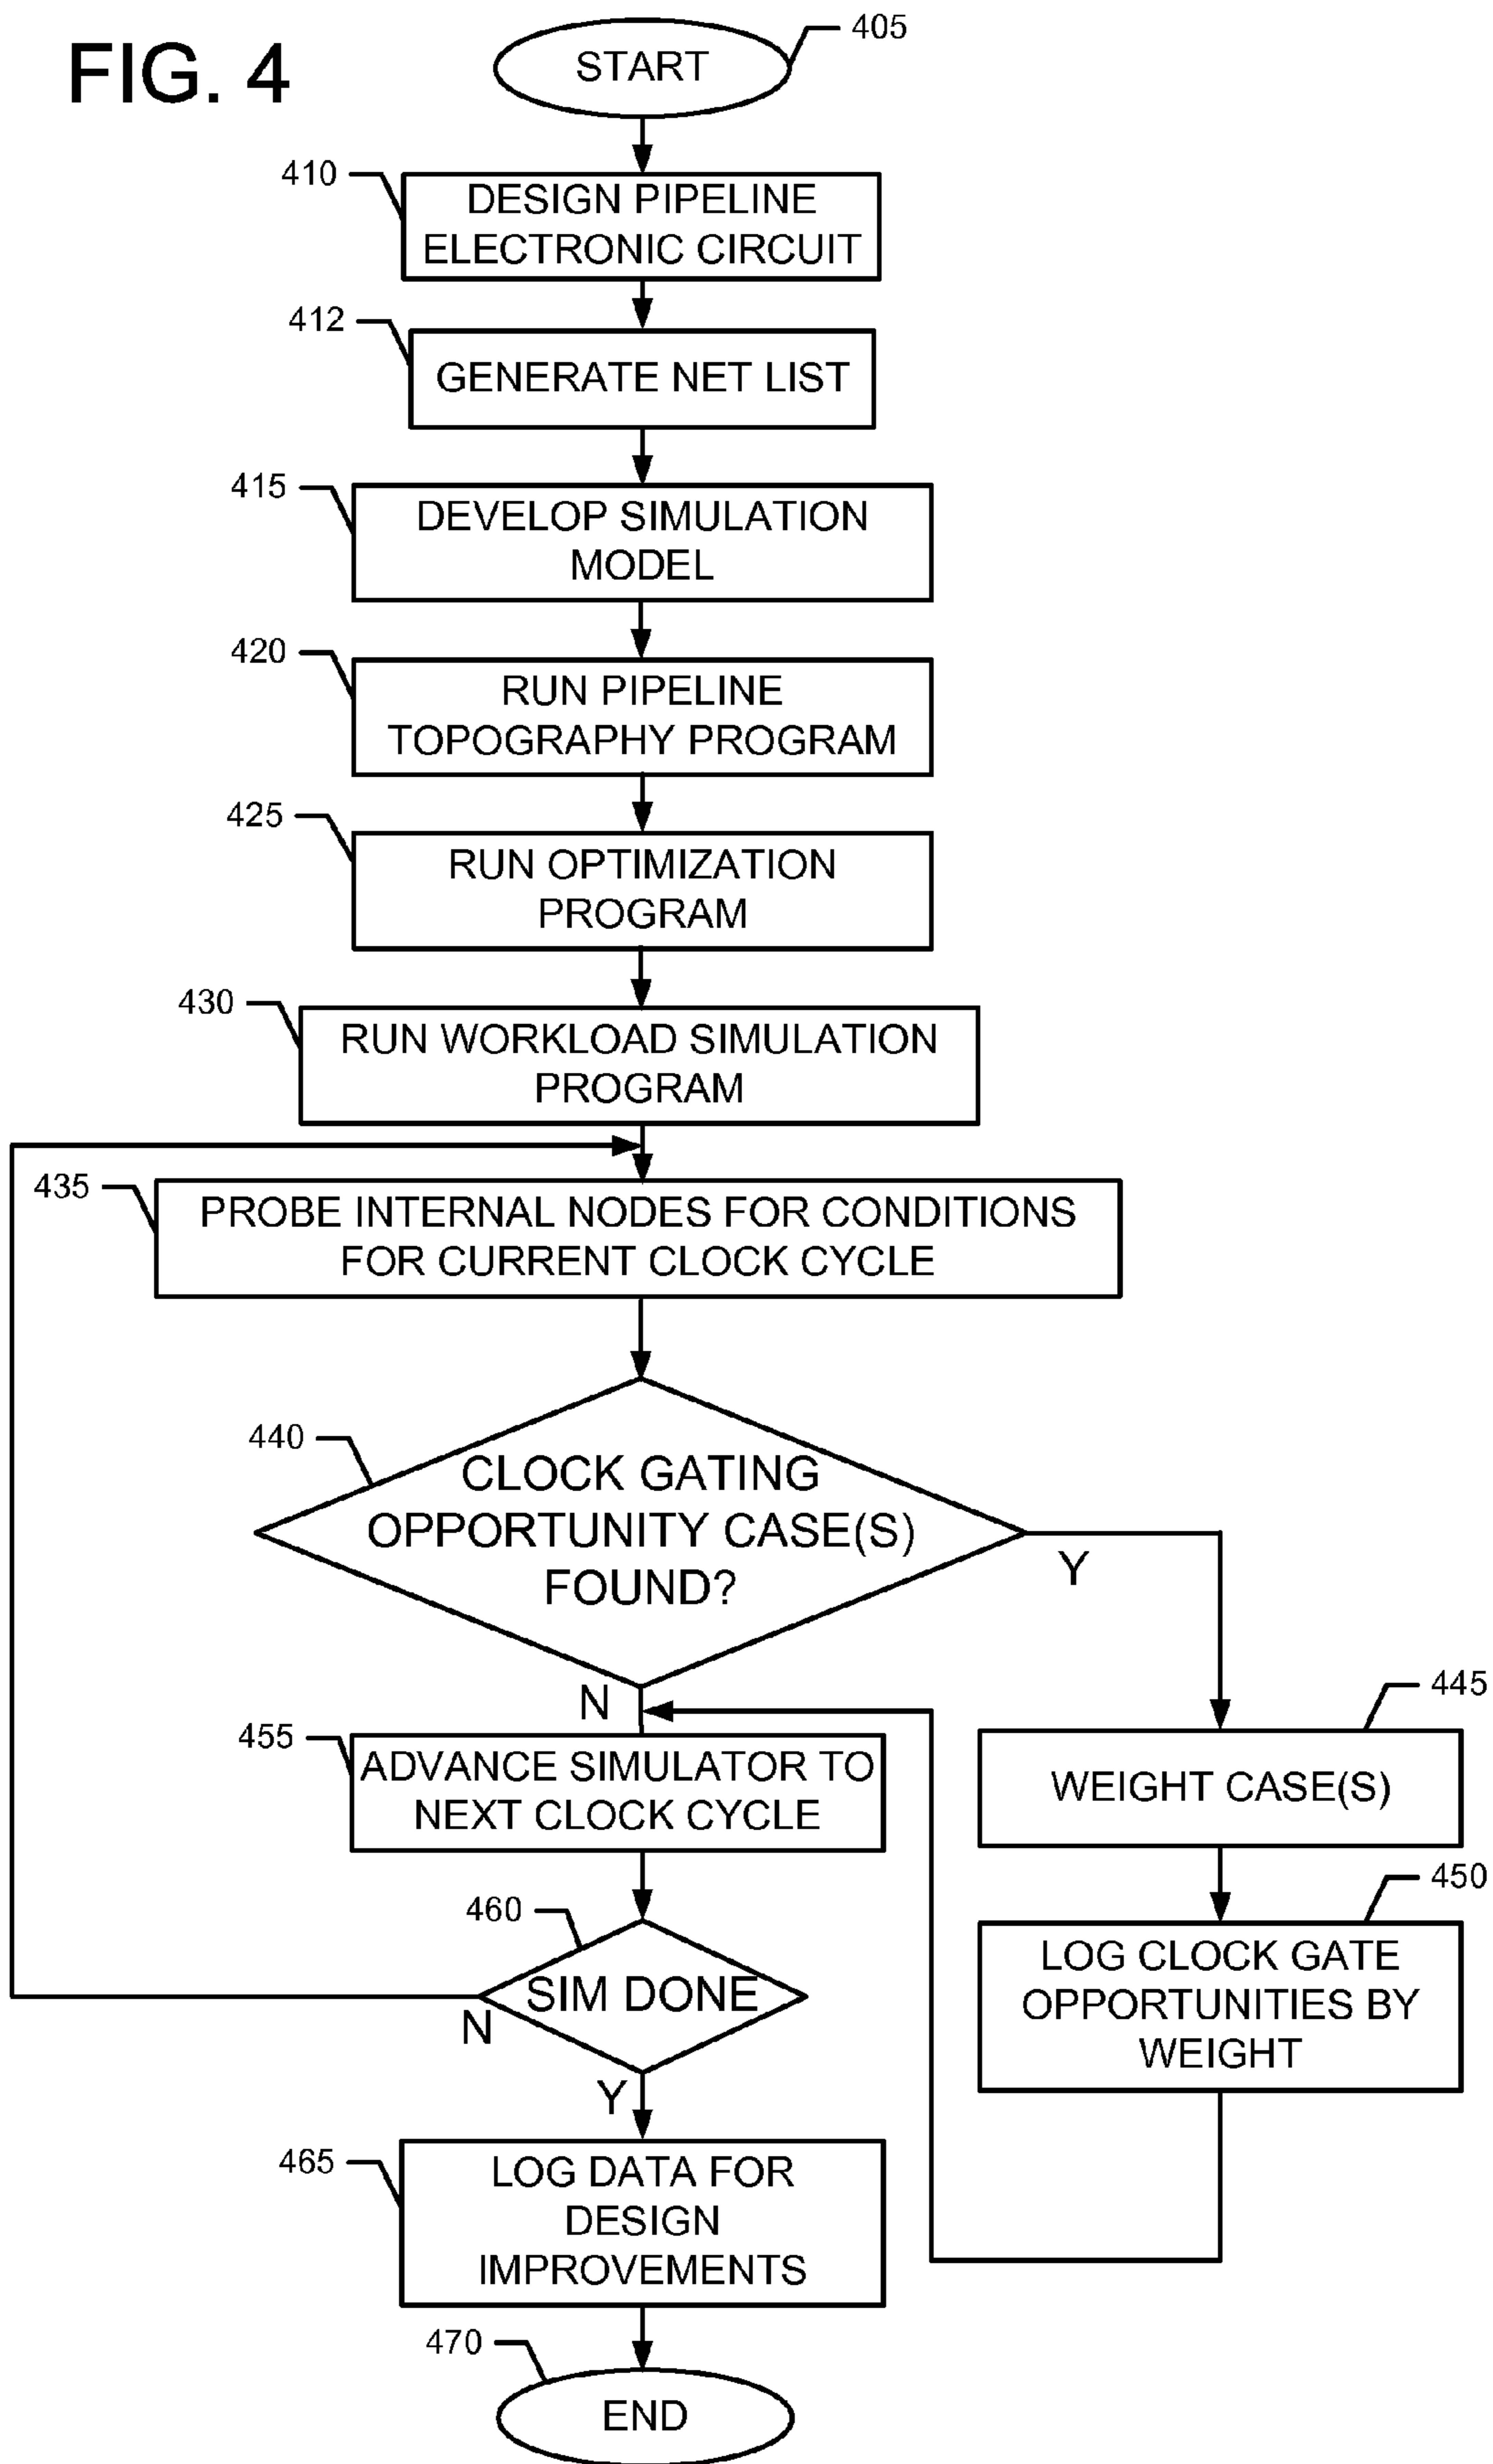 FIG. 4
START
405
410
DESIGN PIPELINE
ELECTRONIC CIRCUIT
412
GENERATE NET LIST
415
DEVELOP SIMULATION
MODEL
420
RUN PIPELINE
TOPOGRAPHY PROGRAM
425
RUN OPTIMIZATION
PROGRAM
430
RUN WORKLOAD SIMULATION
PROGRAM
435
PROBE INTERNAL NODES FOR CONDITIONS
FOR CURRENT CLOCK CYCLE
440
CLOCK GATING
OPPORTUNITY CASE(S)
FOUND?
Y
N
445
WEIGHT CASE(S)
450
LOG CLOCK GATE
OPPORTUNITIES BY
WEIGHT
455
ADVANCE SIMULATOR TO
NEXT CLOCK CYCLE
460
SIM DONE
N
Y
465
LOG DATA FOR
DESIGN
IMPROVEMENTS
470
END